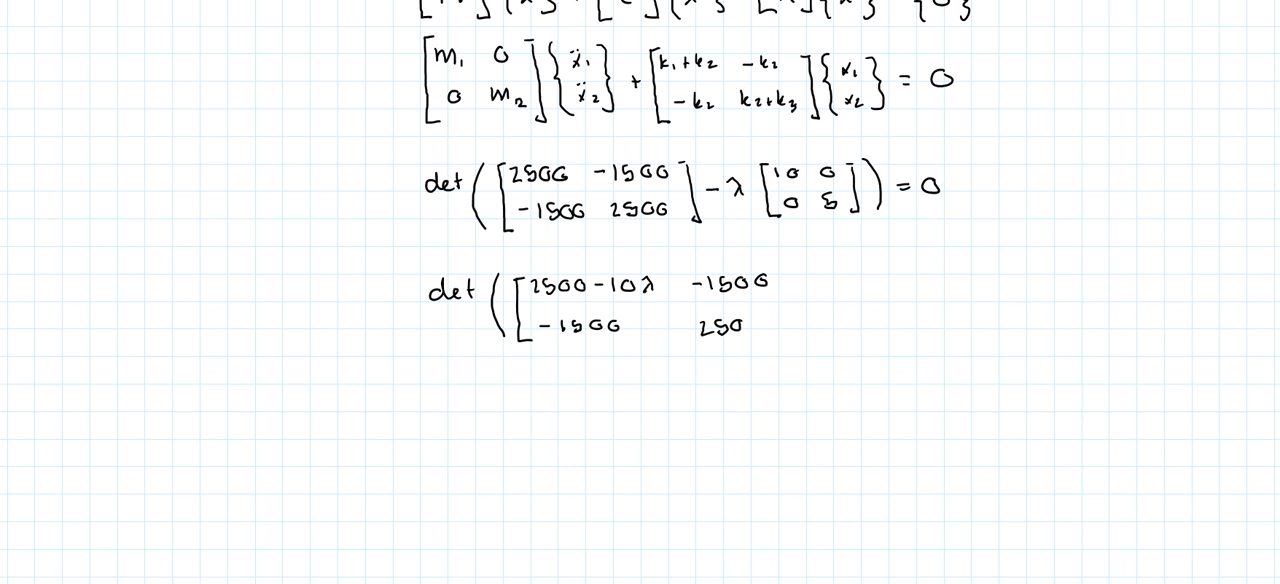 [m₁ 0; 0 m₂]{ẍ₁; ẍ₂} + [k₁+k₂ -k₂; -k₂ k₂+k₃]{x₁; x₂} = 0
det([2500 -1500; -1500 2500] - λ[10 0; 0 5]) = 0
det([2500-10λ -1500; -1500 250